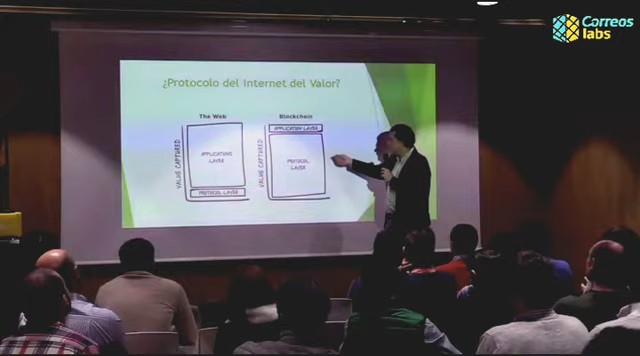 Correos
labs
¿Protocolo del Internet del Valor?
The Web
Blockchain
VALUE CAPTURED
APPLICATIONS
LAYER
PROTOCOL LAYER
VALUE CAPTURED
APPLICATION LAYER
PROTOCOL
LAYER